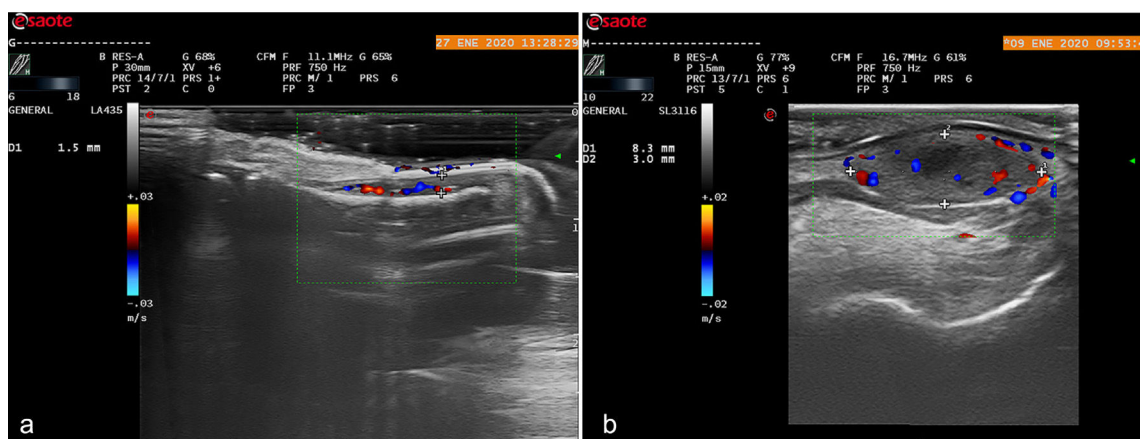 esaote
G
27 ENE 2020 13:28:29
B RES-A G 68% CFM F 11.1MHz G 65%
P 30mm XV +6 PRF 750 Hz
PRC 14/7/1 PRS 1+ PRC M/ 1 PRS 6
PST 2 C 0 FP 3
H
6 18
GENERAL LA435
D1 1.5 mm
+.03
-.03
m/s
0
1
2
a
esaote
M
*09 ENE 2020 09:53:4
B RES-A G 77% CFM F 16.7MHz G 61%
P 15mm XV +9 PRF 750 Hz
PRC 13/7/1 PRS 6 PRC M/ 1 PRS 6
PST 5 C 1 FP 3
H
10 22
GENERAL SL3116
D1 8.3 mm
D2 3.0 mm
+.02
-.02
m/s
b